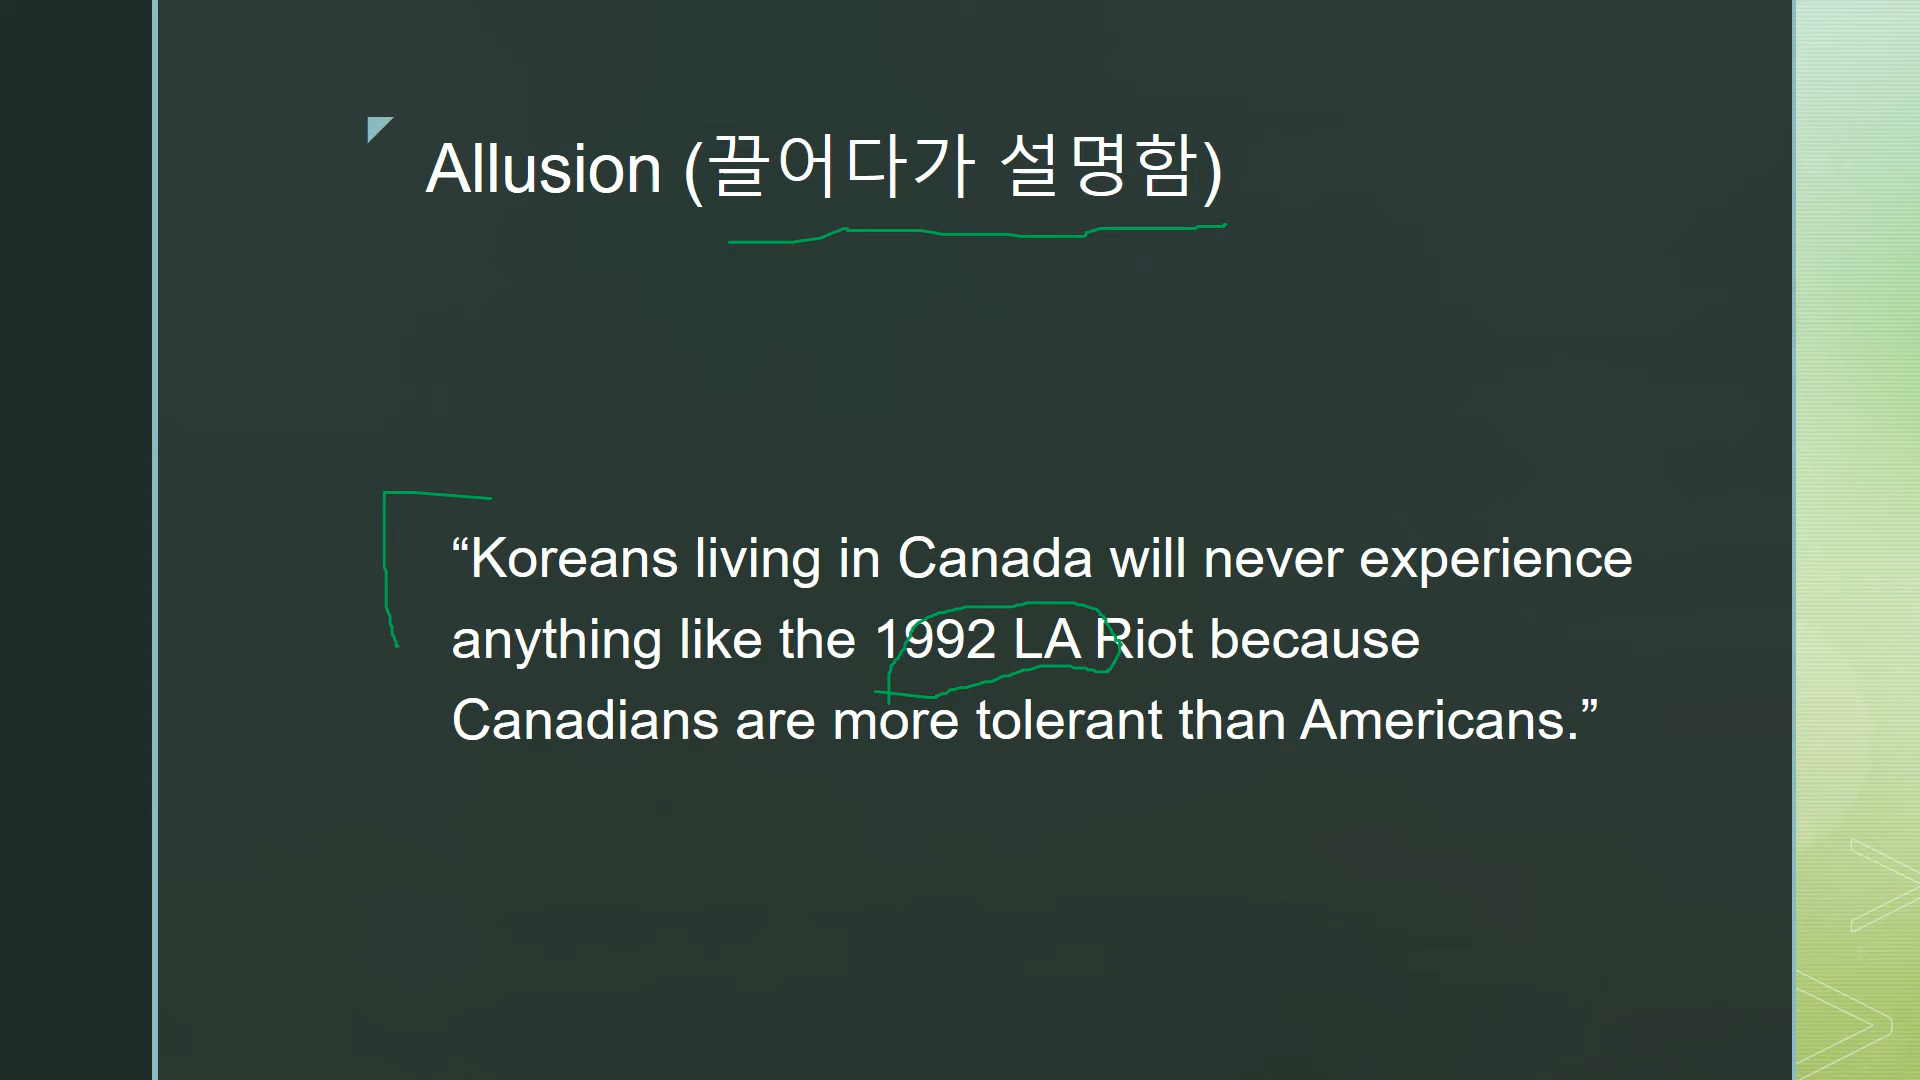 Allusion (끌어다가 설명함)
“Koreans living in Canada will never experience
anything like the 1992 LA Riot because
Canadians are more tolerant than Americans.”